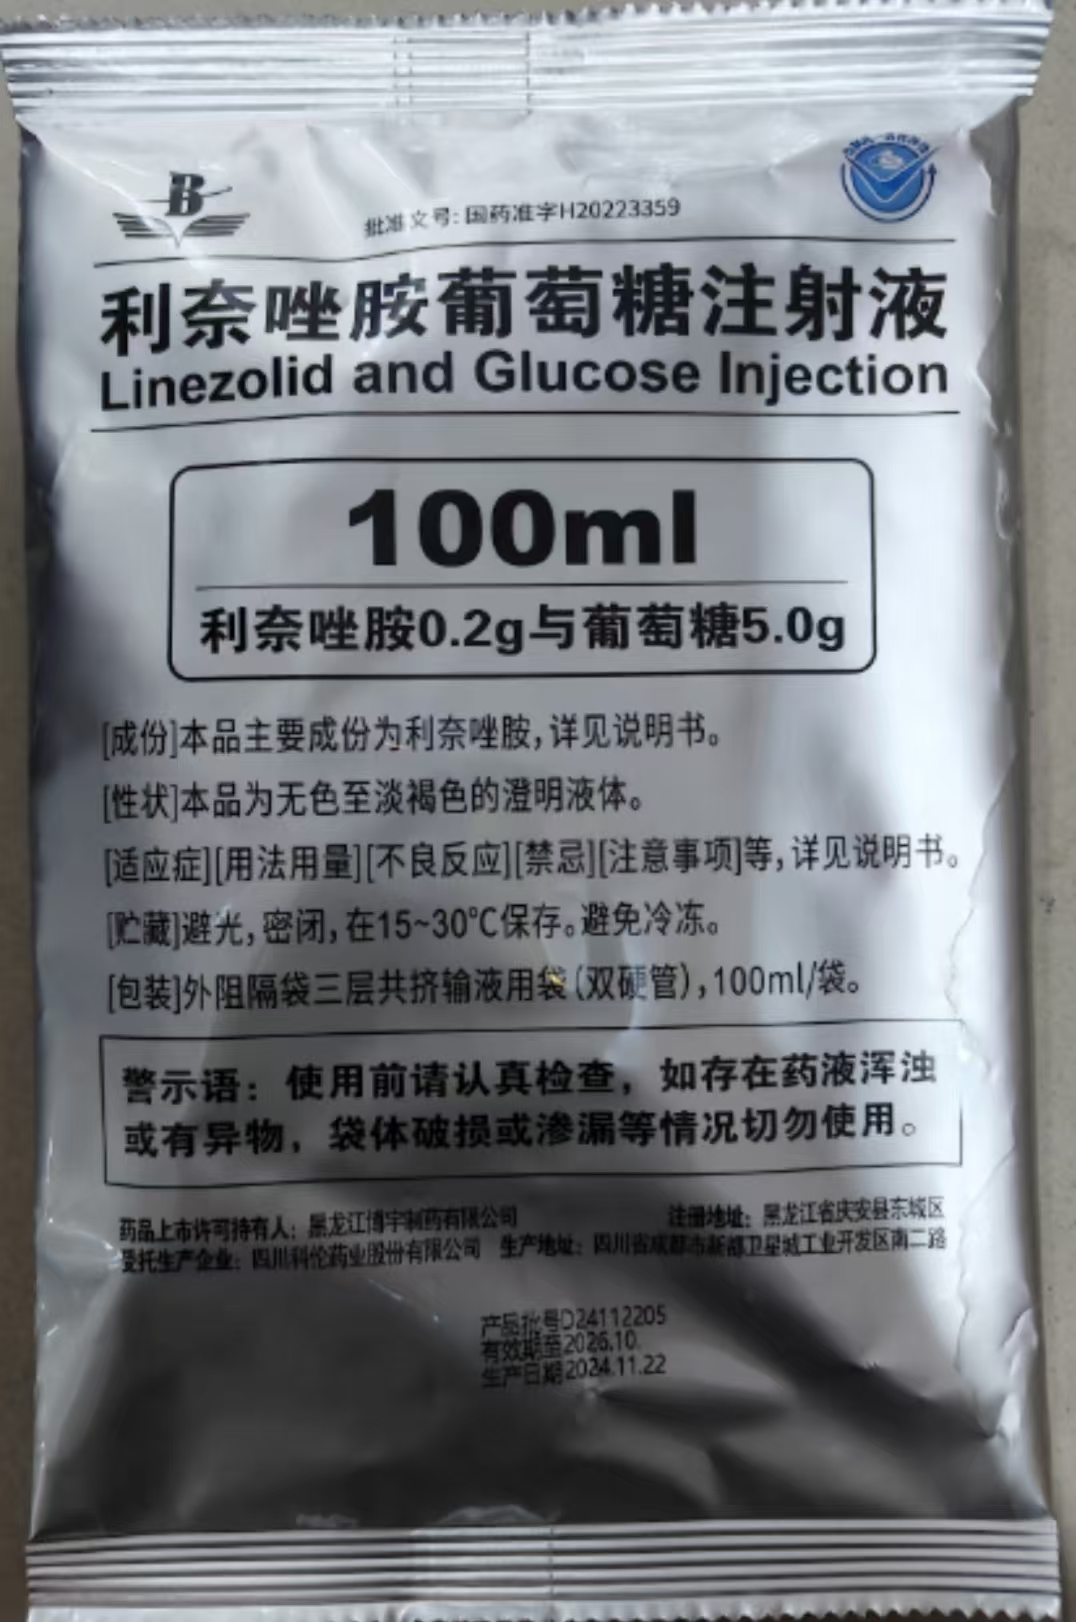 B
批准文号：国药准字H20223359
利奈唑胺葡萄糖注射液
Linezolid and Glucose Injection
100ml
利奈唑胺0.2g与葡萄糖5.0g
[成份]本品主要成份为利奈唑胺,详见说明书。
[性状]本品为无色至淡褐色的澄明液体。
[适应症][用法用量][不良反应][禁忌][注意事项]等,详见说明书。
[贮藏]避光,密闭,在15~30℃保存。避免冷冻。
[包装]外阻隔袋三层共挤输液用袋(双硬管),100ml/袋。
警示语：使用前请认真检查，如存在药液浑浊
或有异物，袋体破损或渗漏等情况切勿使用。
药品上市许可持有人：黑龙江博宇制药有限公司 注册地址：黑龙江省庆安县东城区
受托生产企业：四川科伦药业股份有限公司 生产地址：四川省成都市新都卫星城工业开发区南二路
产品批号D24112205
有效期至2026.10.
生产日期2024.11.22